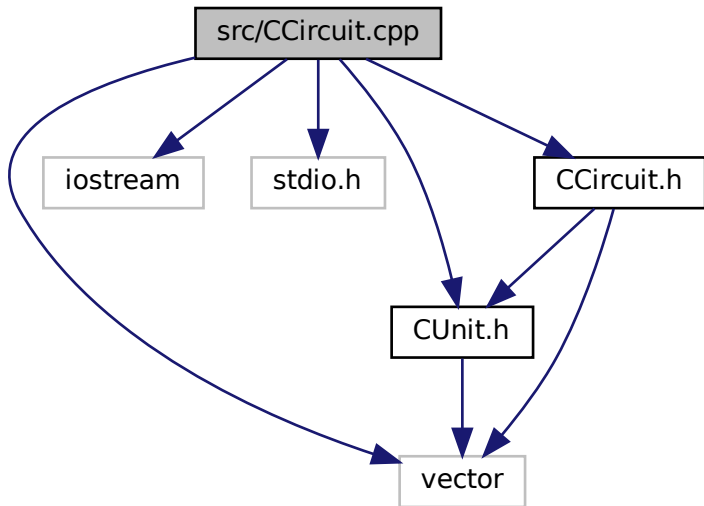 src/CCircuit.cpp
iostream
stdio.h
CCircuit.h
CUnit.h
vector